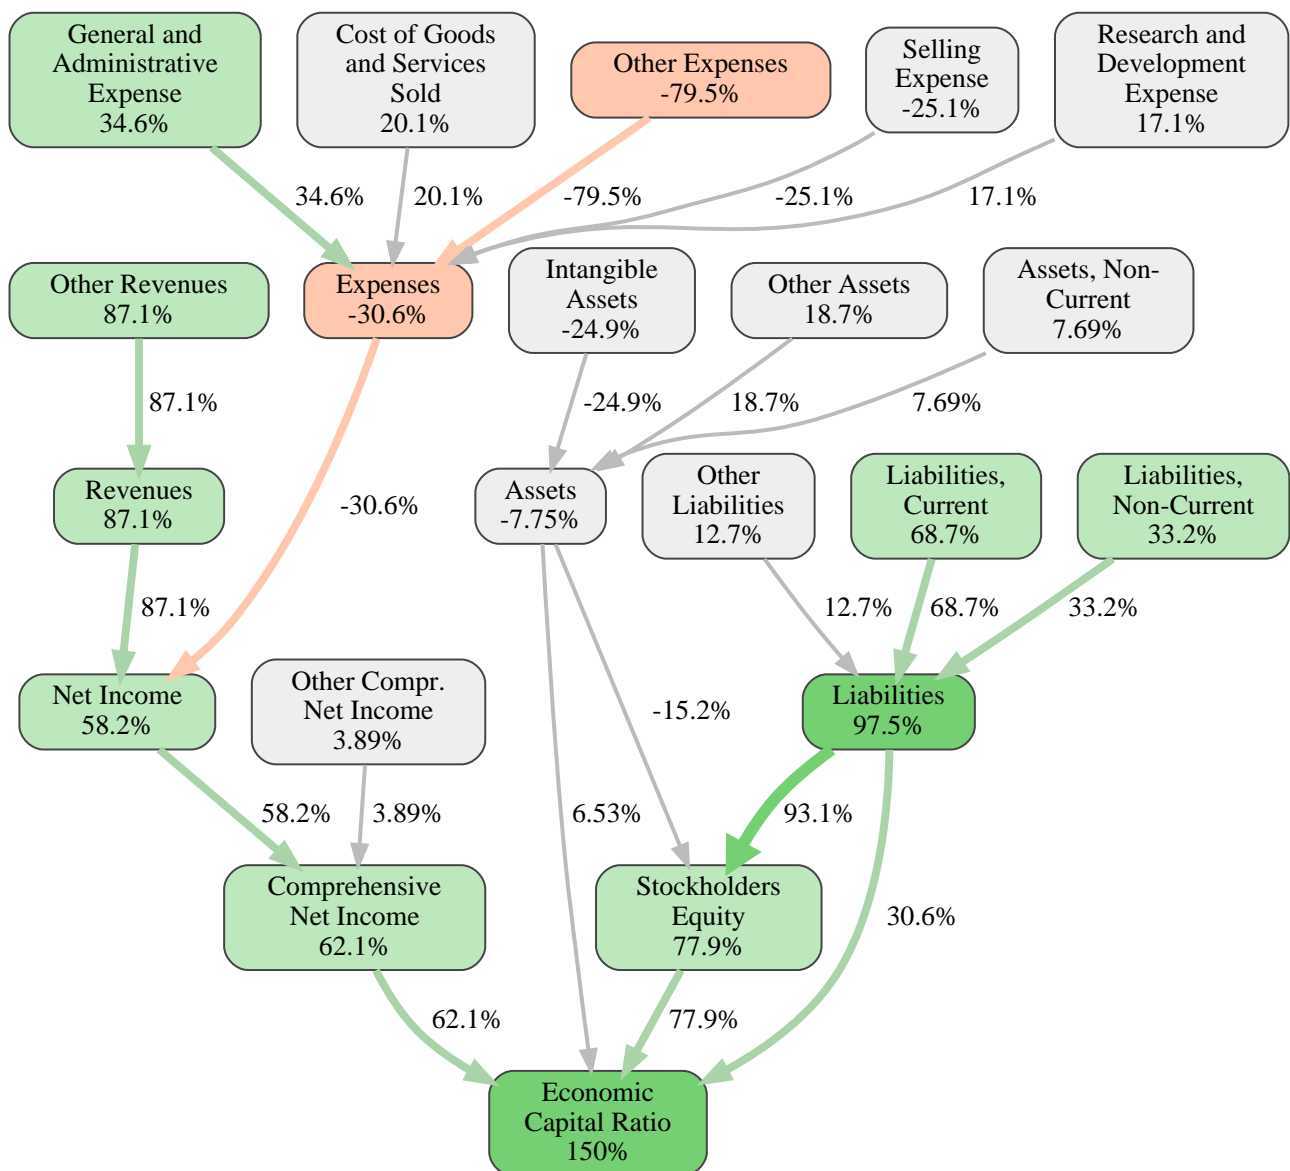 General and
Administrative
Expense
34.6%
Cost of Goods
and Services
Sold
20.1%
Other Expenses
-79.5%
Selling
Expense
-25.1%
Research and
Development
Expense
17.1%
34.6%
20.1%
-79.5%
-25.1%
17.1%
Other Revenues
87.1%
Expenses
-30.6%
Intangible
Assets
-24.9%
Other Assets
18.7%
Assets, Non-
Current
7.69%
87.1%
-24.9%
18.7%
7.69%
Revenues
87.1%
-30.6%
Assets
-7.75%
Other
Liabilities
12.7%
Liabilities,
Current
68.7%
Liabilities,
Non-Current
33.2%
87.1%
12.7%
68.7%
33.2%
Net Income
58.2%
Other Compr.
Net Income
3.89%
-15.2%
Liabilities
97.5%
58.2%
3.89%
6.53%
93.1%
Comprehensive
Net Income
62.1%
Stockholders
Equity
77.9%
30.6%
62.1%
77.9%
Economic
Capital Ratio
150%